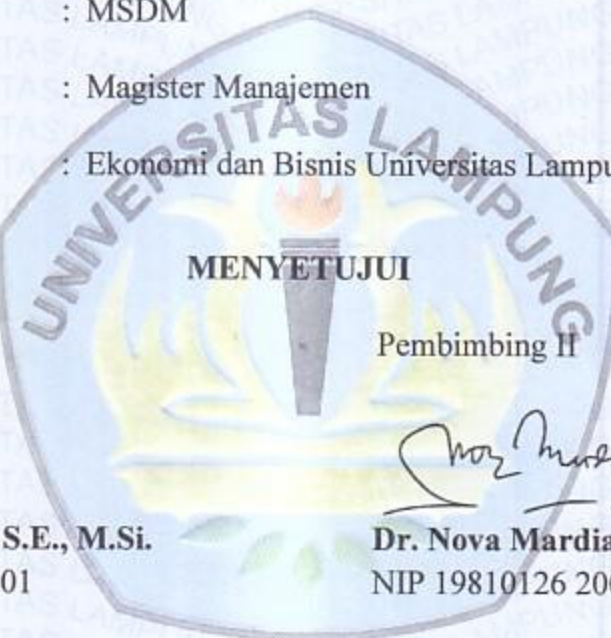 : MSDM
: Magister Manajemen
: Ekonomi dan Bisnis Universitas Lampu
UNIVERSITAS LAMPUNG
MENYETUJUI
Pembimbing II
S.E., M.Si.
Dr. Nova Mardia
01
NIP 19810126 200